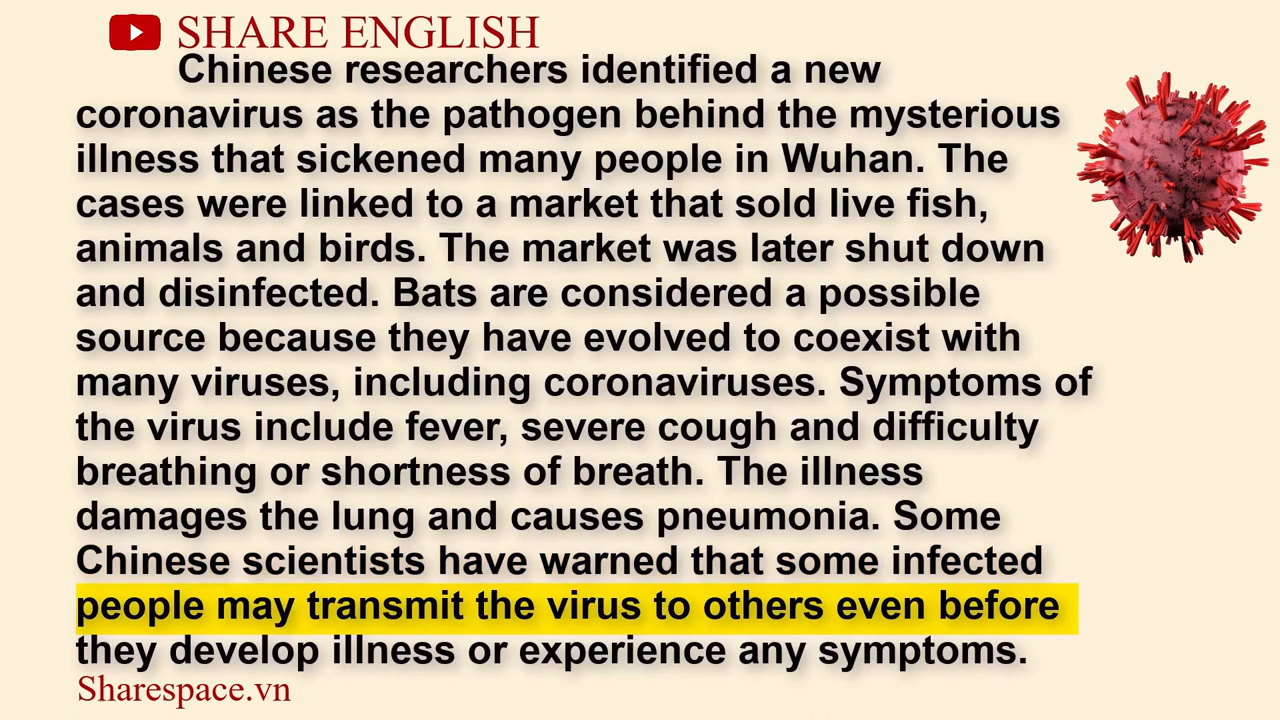 SHARE ENGLISH
Chinese researchers identified a new
coronavirus as the pathogen behind the mysterious
illness that sickened many people in Wuhan. The
cases were linked to a market that sold live fish,
animals and birds. The market was later shut down
and disinfected. Bats are considered a possible
source because they have evolved to coexist with
many viruses, including coronaviruses. Symptoms of
the virus include fever, severe cough and difficulty
breathing or shortness of breath. The illness
damages the lung and causes pneumonia. Some
Chinese scientists have warned that some infected
people may transmit the virus to others even before
they develop illness or experience any symptoms.
Sharespace.vn